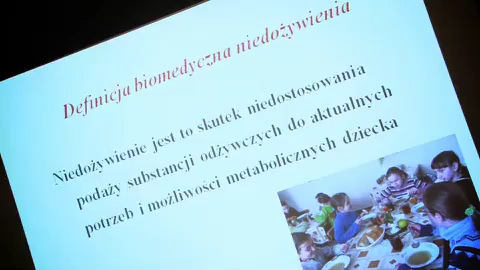 Definicja biomedyczna niedożywienia
Niedożywienie jest to skutek niedostosowania
podaży substancji odżywczych do aktualnych
potrzeb i możliwości metabolicznych dziecka